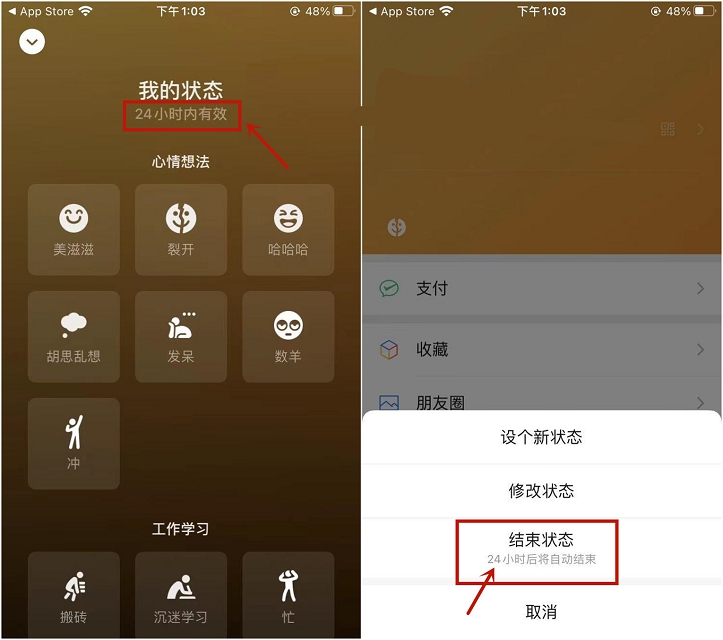 App Store 下午1:03 48%
我的状态
24小时内有效
心情想法
美滋滋 裂开 哈哈哈
胡思乱想 发呆 数羊
冲
工作学习
搬砖 沉迷学习 忙
App Store 下午1:03 48%
支付
收藏
朋友圈
设个新状态
修改状态
结束状态
24小时后将自动结束
取消